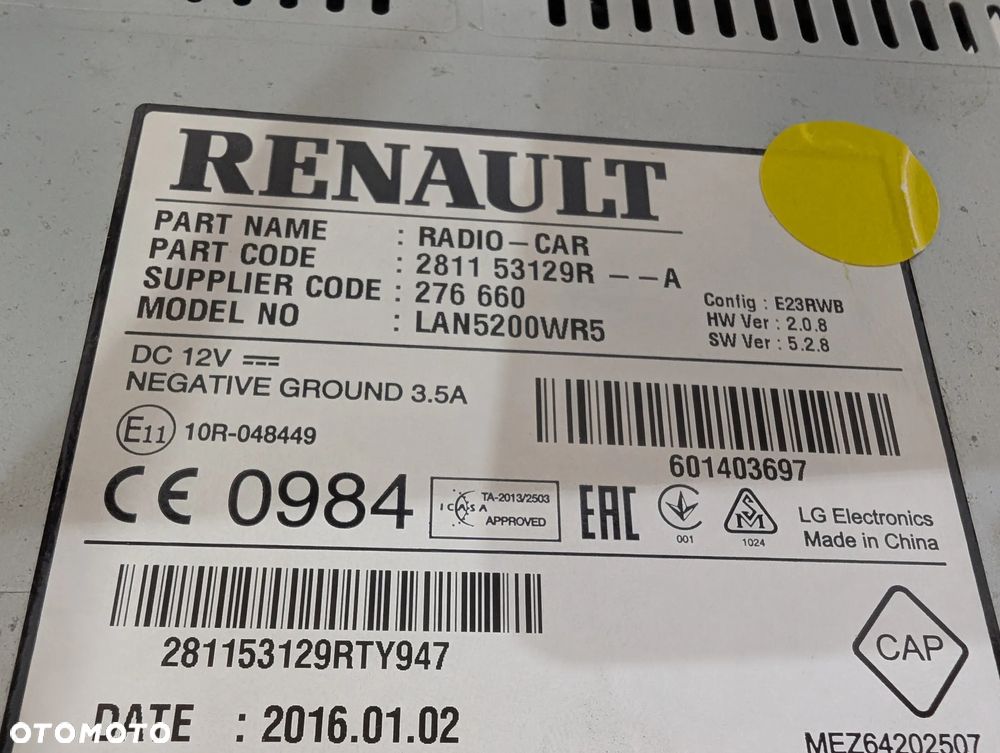 RENAULT
PART NAME : RADIO-CAR
PART CODE : 2811 53129R --A
SUPPLIER CODE : 276 660
MODEL NO : LAN5200WR5
Config : E23RWB
HW Ver : 2.0.8
SW Ver : 5.2.8
DC 12V
NEGATIVE GROUND 3.5A
E11 10R-048449
601403697
CE 0984
ICASA
TA-2013/2503
APPROVED
EAC
001
SM
1024
LG Electronics
Made in China
281153129RTY947
CAP
DATE : 2016.01.02
MEZ64202507
OTOMOTO